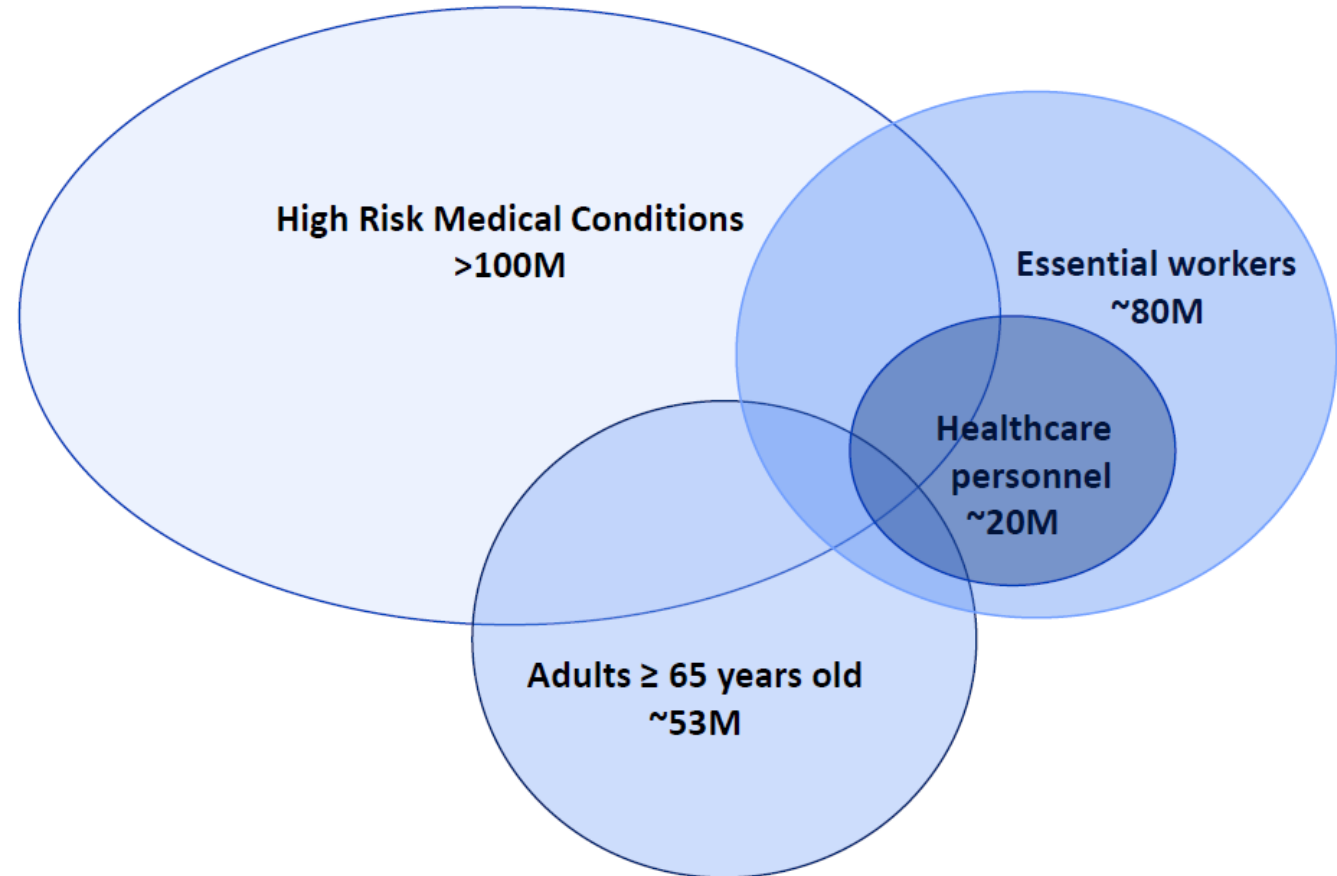 High Risk Medical Conditions
>100M
Essential workers
~80M
Healthcare
personnel
~20M
Adults ≥ 65 years old
~53M